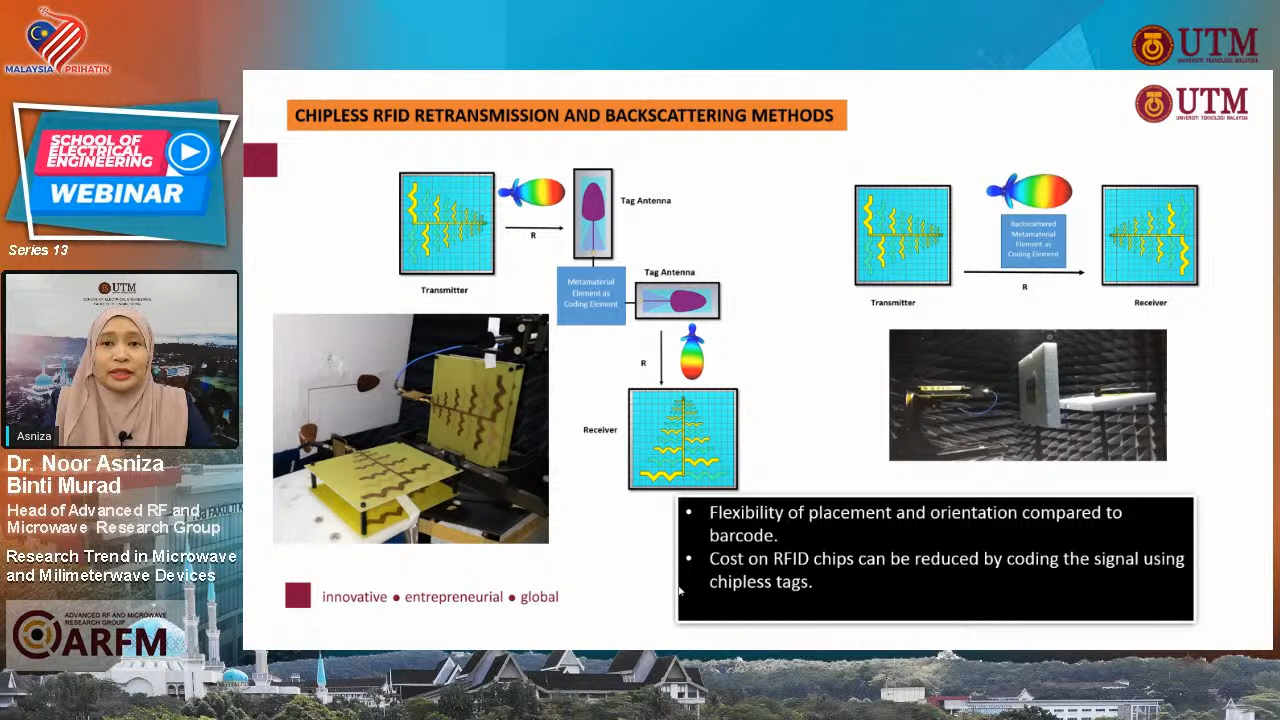 MALAYSIA PRIHATIN
SCHOOL OF
ELECTRICAL
ENGINEERING
WEBINAR
Series 13
UTM
UNIVERSITI TEKNOLOGI MALAYSIA
UTM
UNIVERSITI TEKNOLOGI MALAYSIA
CHIPLESS RFID RETRANSMISSION AND BACKSCATTERING METHODS
R
Tag Antenna
Transmitter
Metamaterial
Element as
Coding Element
Tag Antenna
R
Receiver
Backscattered
Metamaterial
Element as
Coding Element
R
Transmitter
Receiver
• Flexibility of placement and orientation compared to
barcode.
• Cost on RFID chips can be reduced by coding the signal using
chipless tags.
innovative ● entrepreneurial ● global
UTM
SCHOOL OF ELECTRICAL ENGINEERING
Asniza
Dr. Noor Asniza
Binti Murad
Head of Advanced RF and
Microwave Research Group
Research Trend in Microwave
and Milimeterwave Devices
ADVANCED RF AND MICROWAVE
RESEARCH GROUP
ARFM